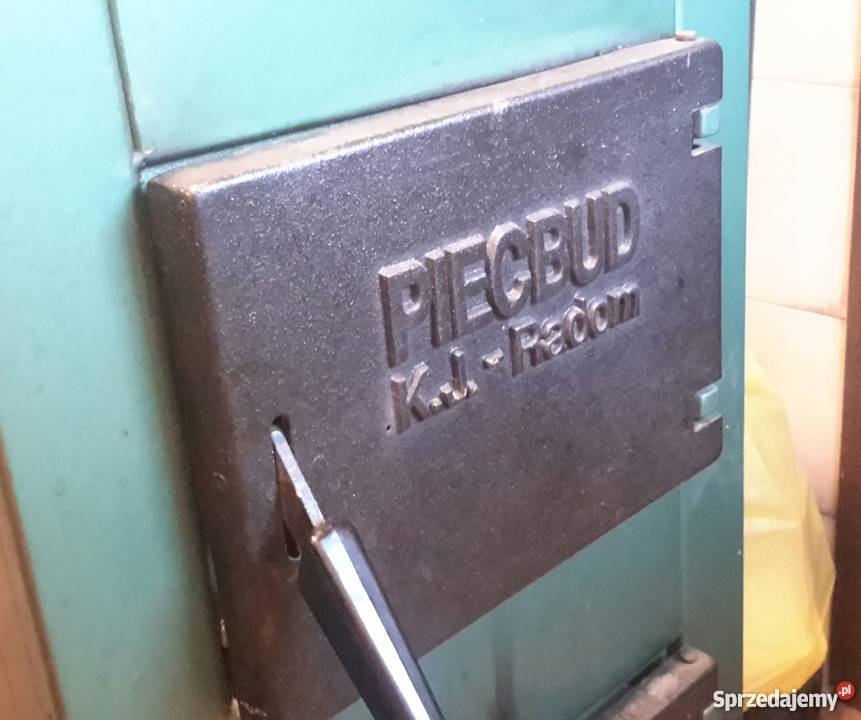 PIECBUD
K.J. - Radom
Sprzedajemy.pl